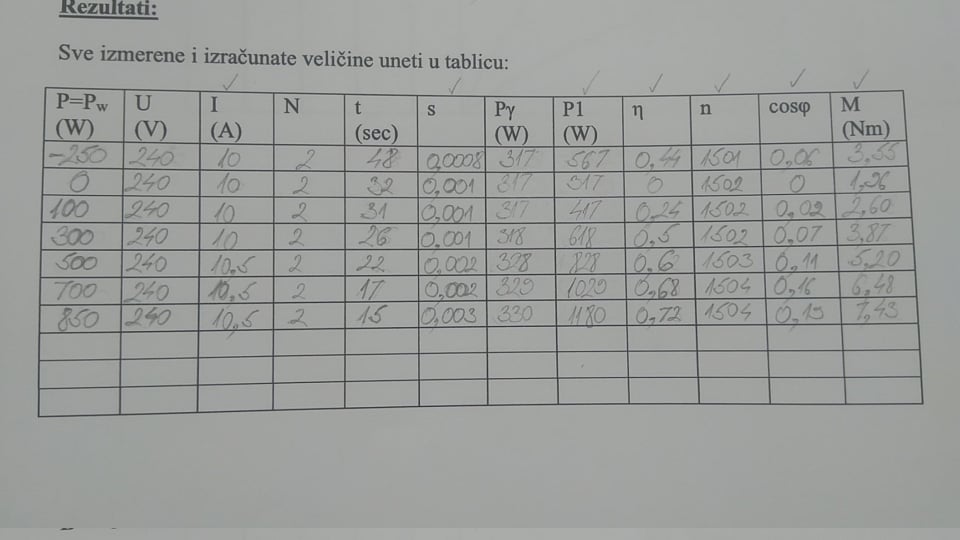 Rezultati:
Sve izmerene i izračunate veličine uneti u tablicu:
P=Pw (W) U (V) I (A) N t (sec) s Pγ (W) P1 (W) η n cosφ M (Nm)
-250 240 10 2 48 0,0008 317 567 0,44 1501 0,06 3,55
0 240 10 2 32 0,001 317 317 0 1502 0 1,96
100 240 10 2 31 0,001 317 417 0,24 1502 0,02 2,60
300 240 10 2 26 0,001 318 618 0,5 1502 0,07 3,87
500 240 10,5 2 22 0,002 328 828 0,6 1503 0,11 5,20
700 240 10,5 2 17 0,002 329 1029 0,68 1504 0,16 6,48
850 240 10,5 2 15 0,003 330 1180 0,72 1504 0,19 7,43